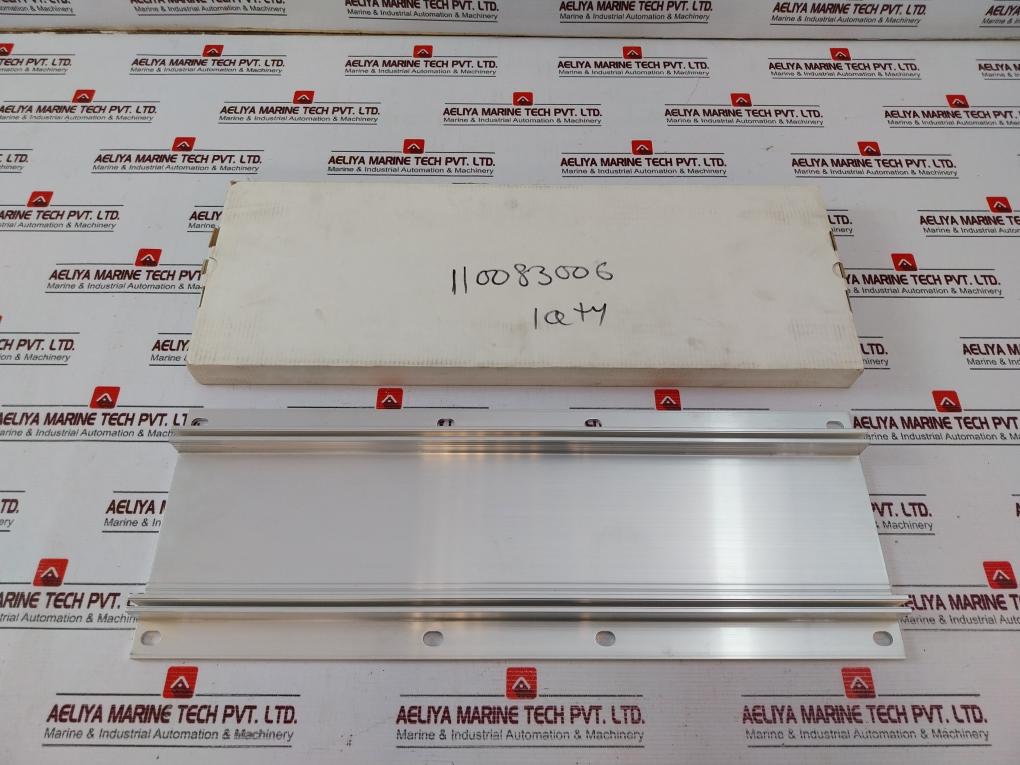 AELIYA MARINE TECH PVT. LTD.
Marine & Industrial Automation & Machinery
110083006
1QTY